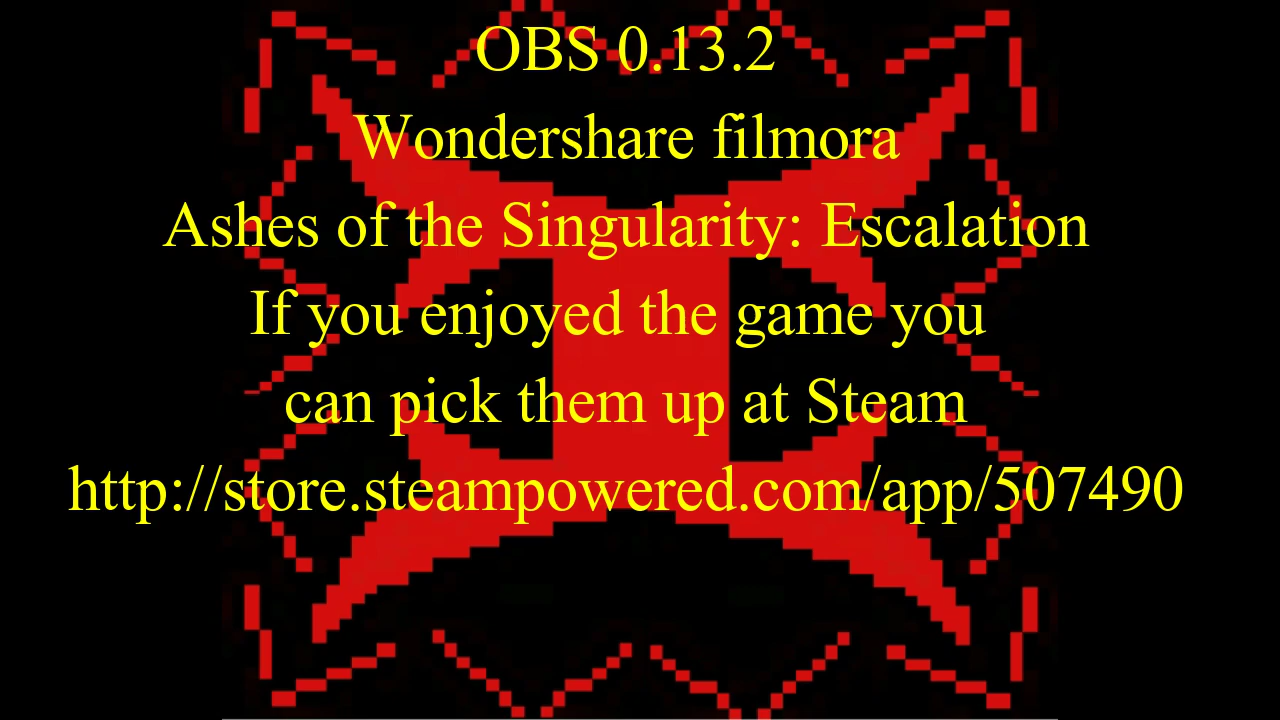 OBS 0.13.2
Wondershare filmora
Ashes of the Singularity: Escalation
If you enjoyed the game you
can pick them up at Steam
http://store.steampowered.com/app/507490